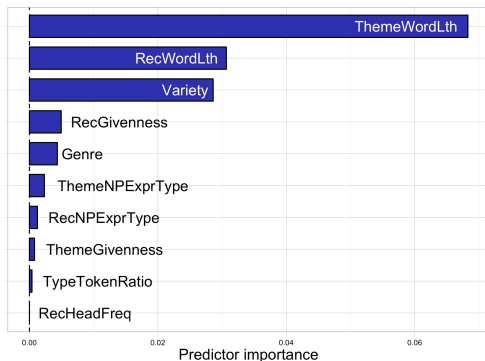 ThemeWordLth
RecWordLth
Variety
RecGivenness
Genre
ThemeNPExprType
RecNPExprType
ThemeGivenness
TypeTokenRatio
RecHeadFreq
0.00 0.02 0.04 0.06
Predictor importance